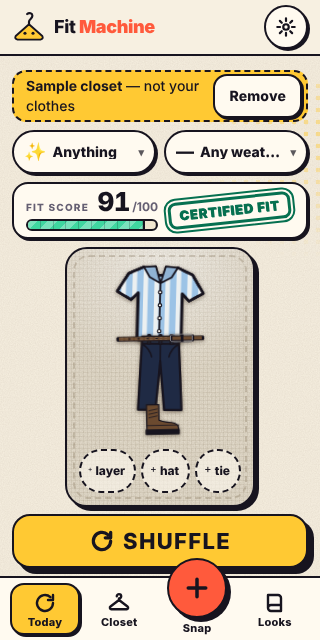 Fit Machine
Sample closet — not your
clothes
Remove
✨ Anything ▾
— Any weat… ▾
FIT SCORE 91 /100
CERTIFIED FIT
+ layer
+ hat
+ tie
SHUFFLE
Today
Closet
Snap
Looks